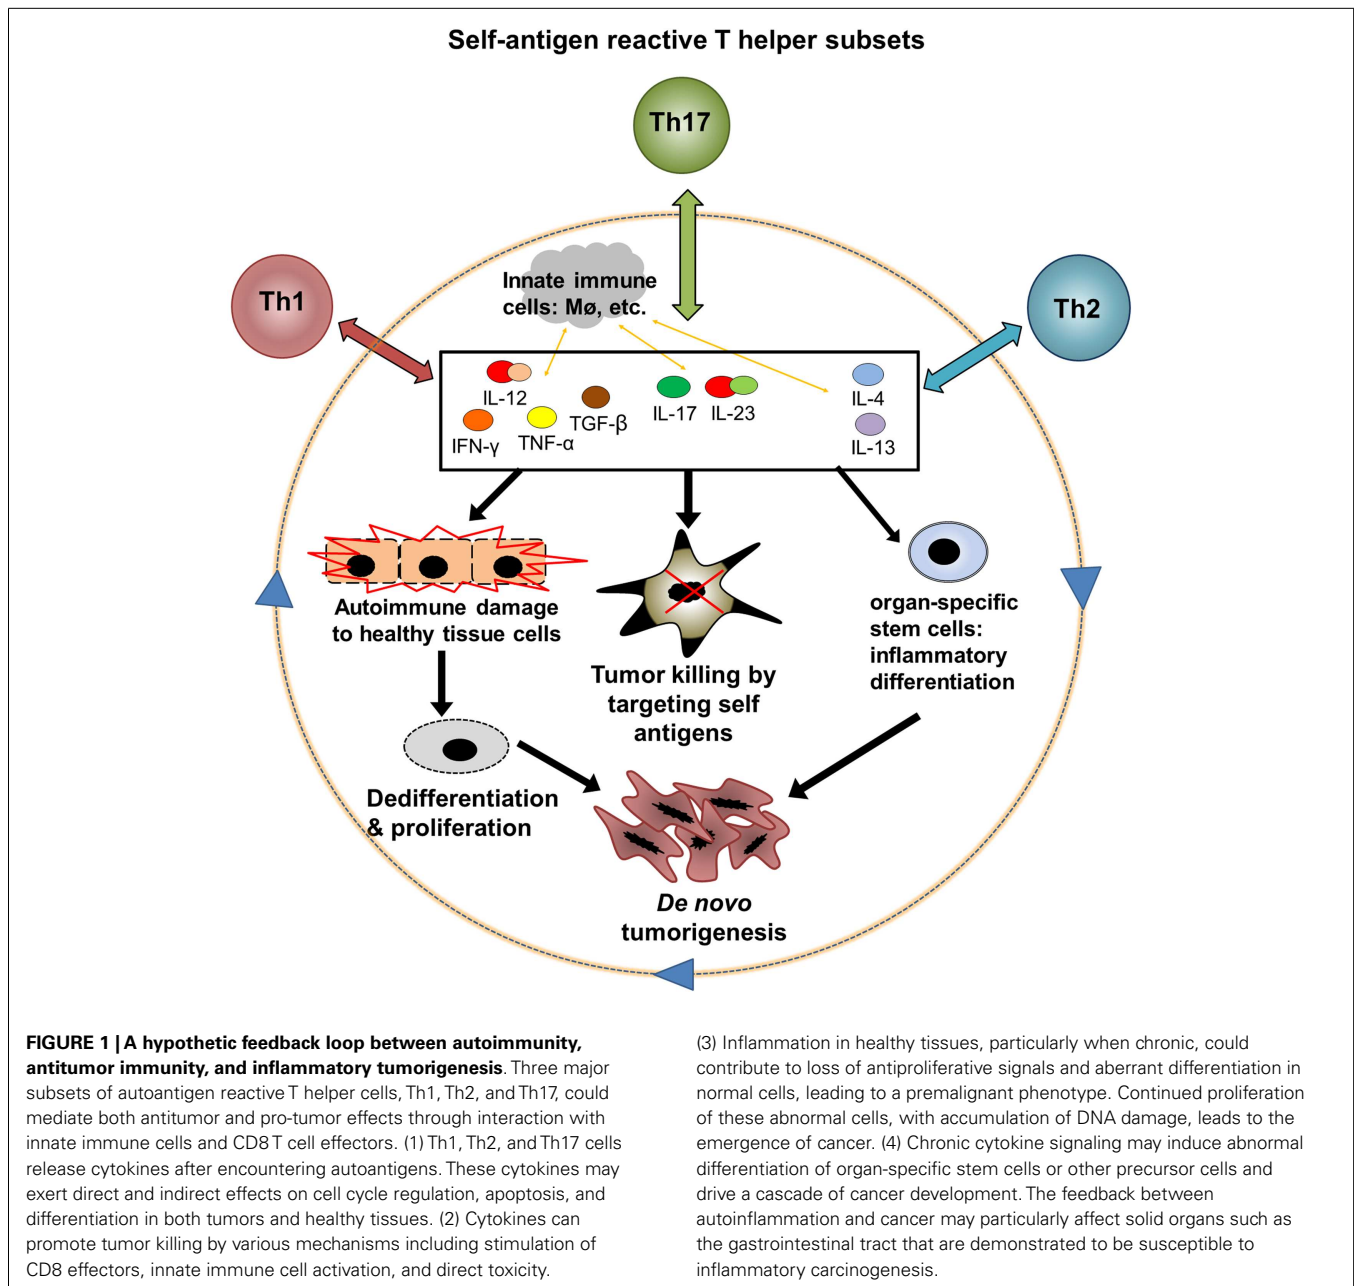 Self-antigen reactive T helper subsets
Th17
Th1
Th2
Innate immune
cells: Mø, etc.
IL-12
IFN-γ
TNF-α
TGF-β
IL-17
IL-23
IL-4
IL-13
Autoimmune damage
to healthy tissue cells
Tumor killing by
targeting self
antigens
organ-specific
stem cells:
inflammatory
differentiation
Dedifferentiation
& proliferation
De novo
tumorigenesis
FIGURE 1 | A hypothetic feedback loop between autoimmunity,
antitumor immunity, and inflammatory tumorigenesis. Three major
subsets of autoantigen reactive T helper cells, Th1, Th2, and Th17, could
mediate both antitumor and pro-tumor effects through interaction with
innate immune cells and CD8 T cell effectors. (1) Th1, Th2, and Th17 cells
release cytokines after encountering autoantigens. These cytokines may
exert direct and indirect effects on cell cycle regulation, apoptosis, and
differentiation in both tumors and healthy tissues. (2) Cytokines can
promote tumor killing by various mechanisms including stimulation of
CD8 effectors, innate immune cell activation, and direct toxicity.
(3) Inflammation in healthy tissues, particularly when chronic, could
contribute to loss of antiproliferative signals and aberrant differentiation in
normal cells, leading to a premalignant phenotype. Continued proliferation
of these abnormal cells, with accumulation of DNA damage, leads to the
emergence of cancer. (4) Chronic cytokine signaling may induce abnormal
differentiation of organ-specific stem cells or other precursor cells and
drive a cascade of cancer development. The feedback between
autoinflammation and cancer may particularly affect solid organs such as
the gastrointestinal tract that are demonstrated to be susceptible to
inflammatory carcinogenesis.